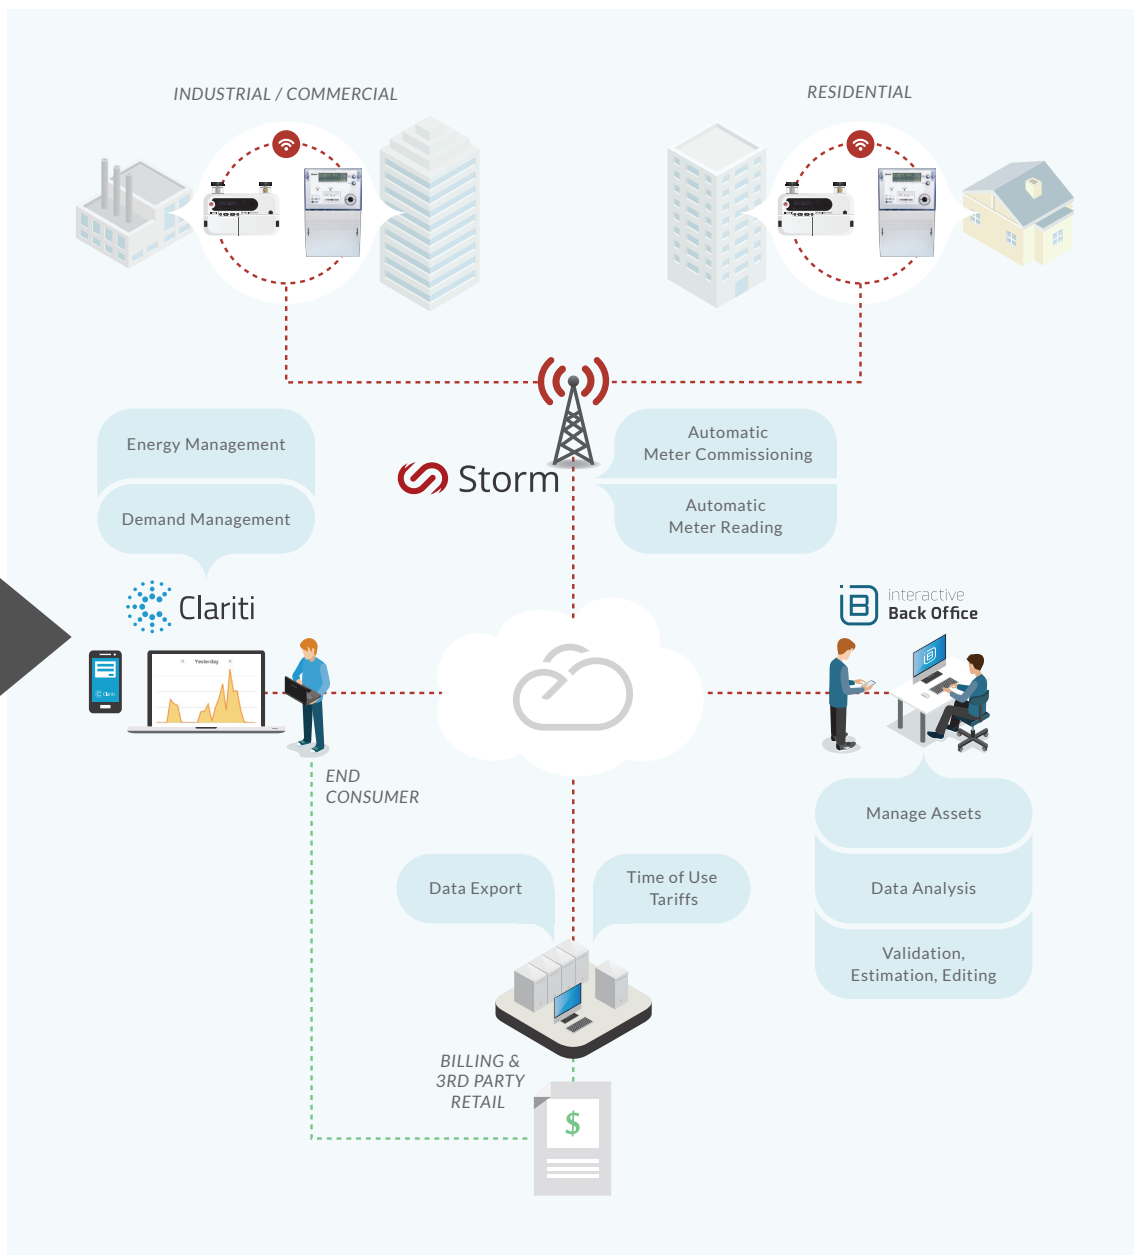 INDUSTRIAL / COMMERCIAL
RESIDENTIAL
Energy Management
Demand Management
Storm
Automatic
Meter Commissioning
Automatic
Meter Reading
Clariti
interactive
Back Office
Yesterday
Clariti
END
CONSUMER
Manage Assets
Data Analysis
Validation,
Estimation, Editing
Data Export
Time of Use
Tariffs
BILLING &
3RD PARTY
RETAIL
$